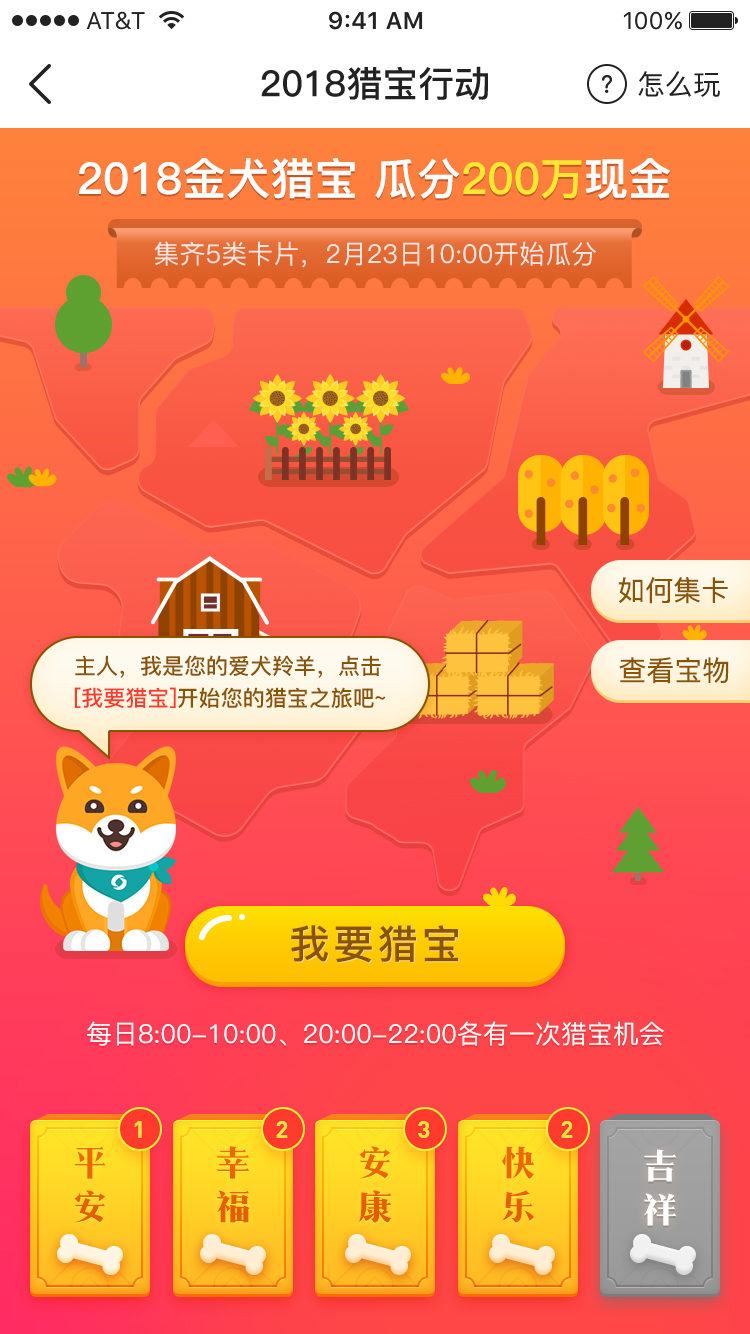 AT&T 9:41 AM 100%
2018猎宝行动 ? 怎么玩
2018金犬猎宝 瓜分200万现金
集齐5类卡片，2月23日10:00开始瓜分
如何集卡
主人，我是您的爱犬羚羊，点击
[我要猎宝]开始您的猎宝之旅吧~
查看宝物
我要猎宝
每日8:00-10:00、20:00-22:00各有一次猎宝机会
1
平安
2
幸福
3
安康
2
快乐
吉祥